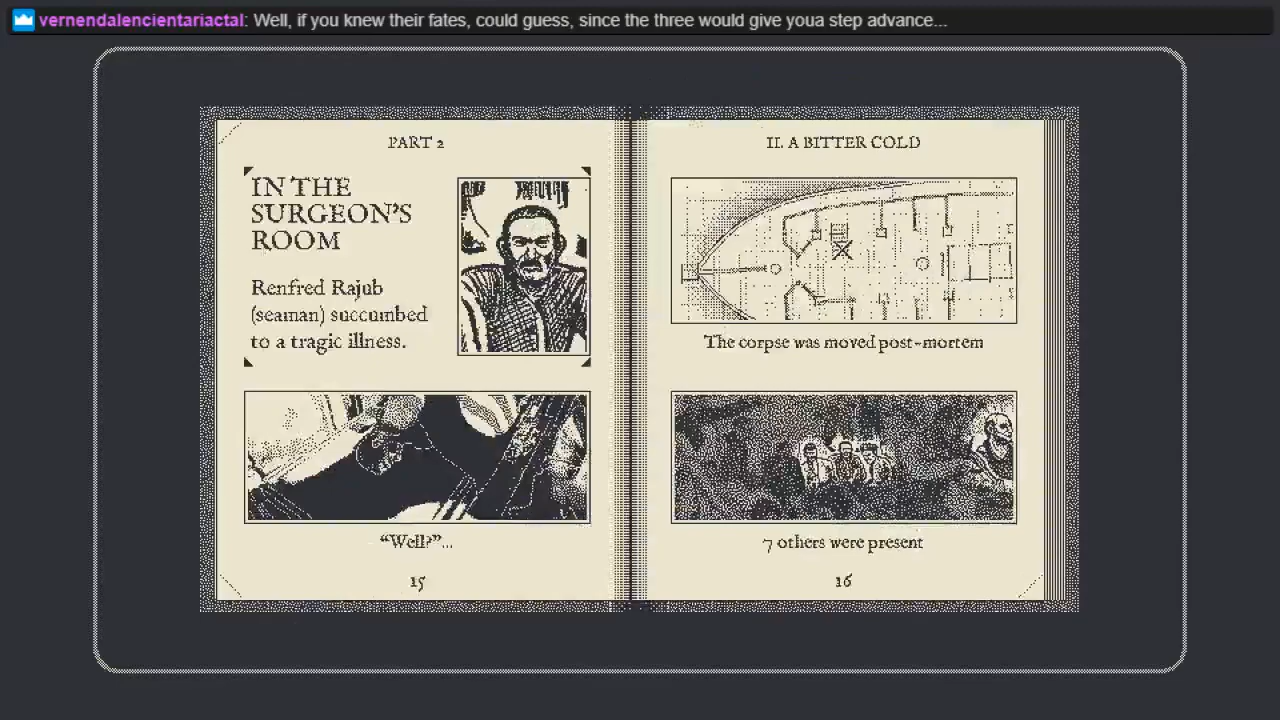 vernendalencientariactal: Well, if you knew their fates, could guess, since the three would give youa step advance...
PART 2
IN THE
SURGEON'S
ROOM
Renfred Rajub
(seaman) succumbed
to a tragic illness.
"Well?"...
15
II. A BITTER COLD
The corpse was moved post-mortem
7 others were present
16